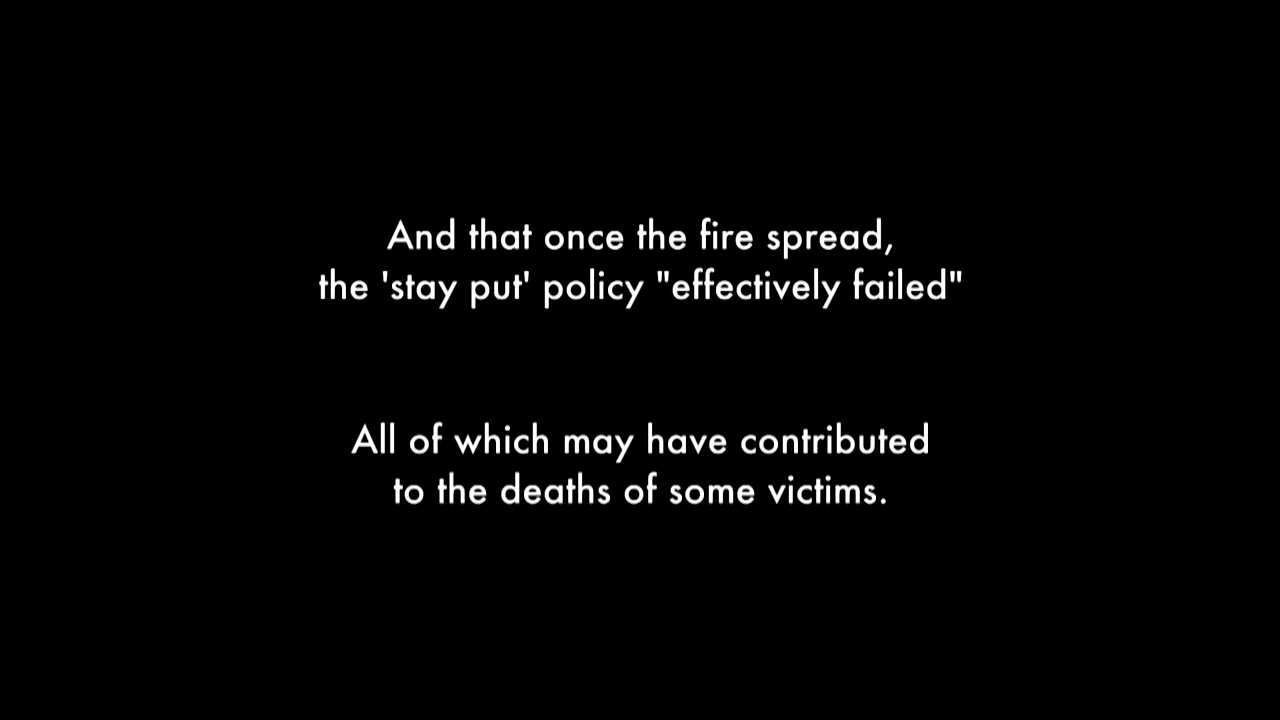 And that once the fire spread,
the 'stay put' policy "effectively failed"
All of which may have contributed
to the deaths of some victims.